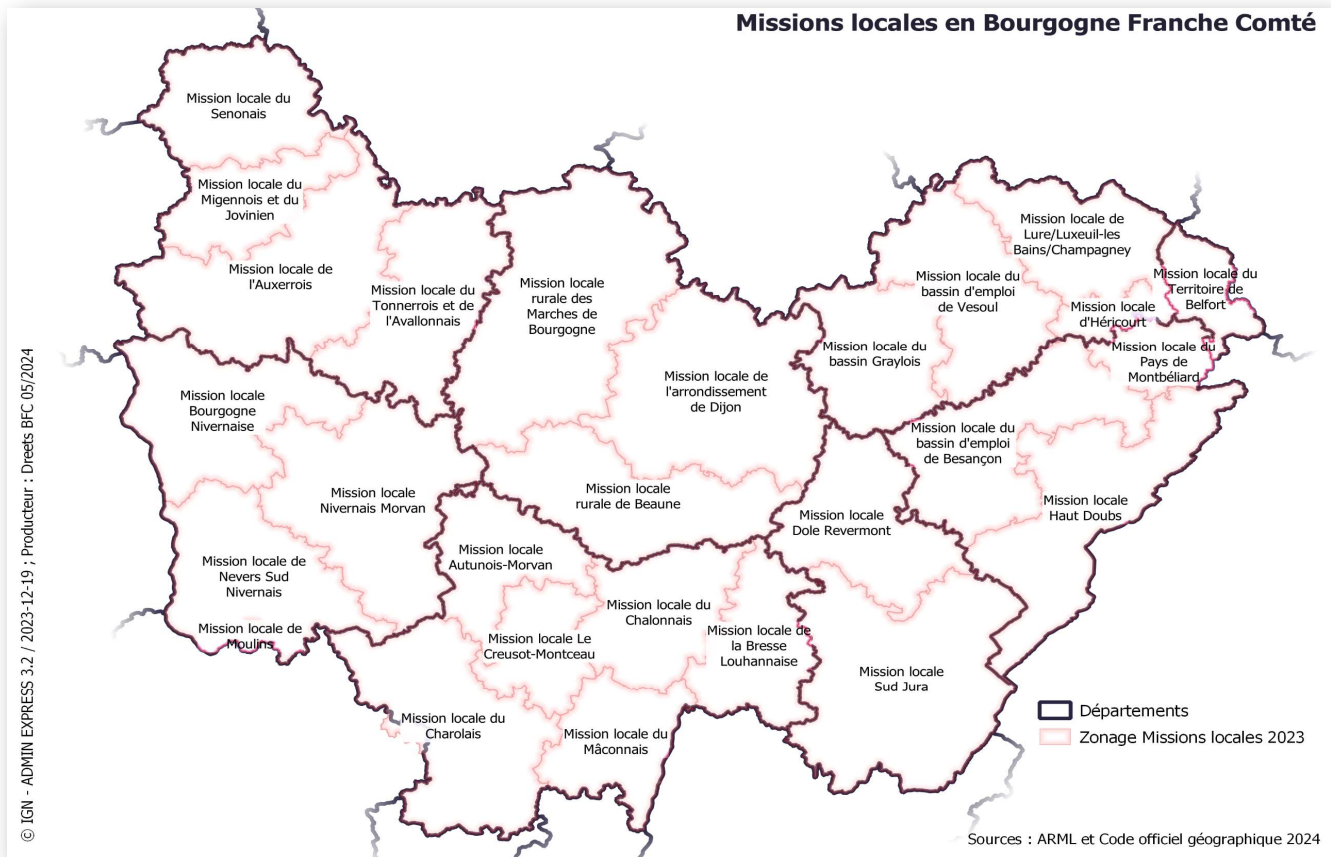 Missions locales en Bourgogne Franche Comté
Mission locale du
Senonais
Mission locale du
Migennois et du
Jovinien
Mission locale de
l'Auxerrois
Mission locale du
Tonnerrois et de
l'Avallonnais
Mission locale
rurale des
Marches de
Bourgogne
Mission locale de
l'arrondissement
de Dijon
Mission locale
rurale de Beaune
Mission locale du
bassin Graylois
Mission locale du
bassin d'emploi
de Vesoul
Mission locale de
Lure/Luxeuil-les
Bains/Champagney
Mission locale du
Territoire de
Belfort
Mission locale
d'Héricourt
Mission locale du
Pays de
Montbéliard
Mission locale du
bassin d'emploi
de Besançon
Mission locale
Haut Doubs
Mission locale
Dole Revermont
Mission locale
Sud Jura
Mission locale
Bourgogne
Nivernaise
Mission locale
Nivernais Morvan
Mission locale de
Nevers Sud
Nivernais
Mission locale de
Moulins
Mission locale
Autunois-Morvan
Mission locale Le
Creusot-Montceau
Mission locale du
Chalonnais
Mission locale de
la Bresse
Louhannaise
Mission locale du
Charolais
Mission locale du
Mâconnais
Départements
Zonage Missions locales 2023
Sources : ARML et Code officiel géographique 2024
© IGN - ADMIN EXPRESS 3.2 / 2023-12-19 ; Producteur : Dreets BFC 05/2024